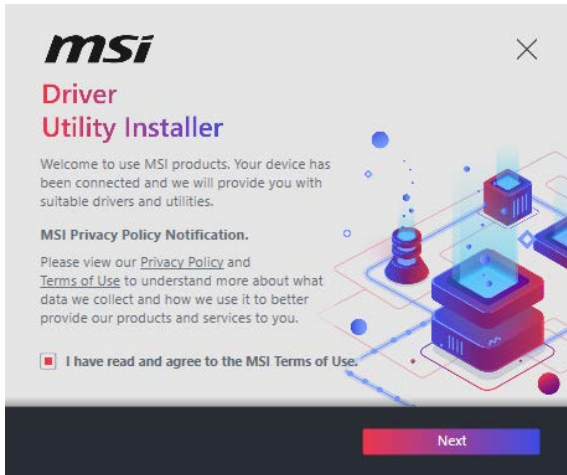 msi
Driver
Utility Installer
Welcome to use MSI products. Your device has
been connected and we will provide you with
suitable drivers and utilities.
MSI Privacy Policy Notification.
Please view our Privacy Policy and
Terms of Use to understand more about what
data we collect and how we use it to better
provide our products and services to you.
I have read and agree to the MSI Terms of Use.
Next